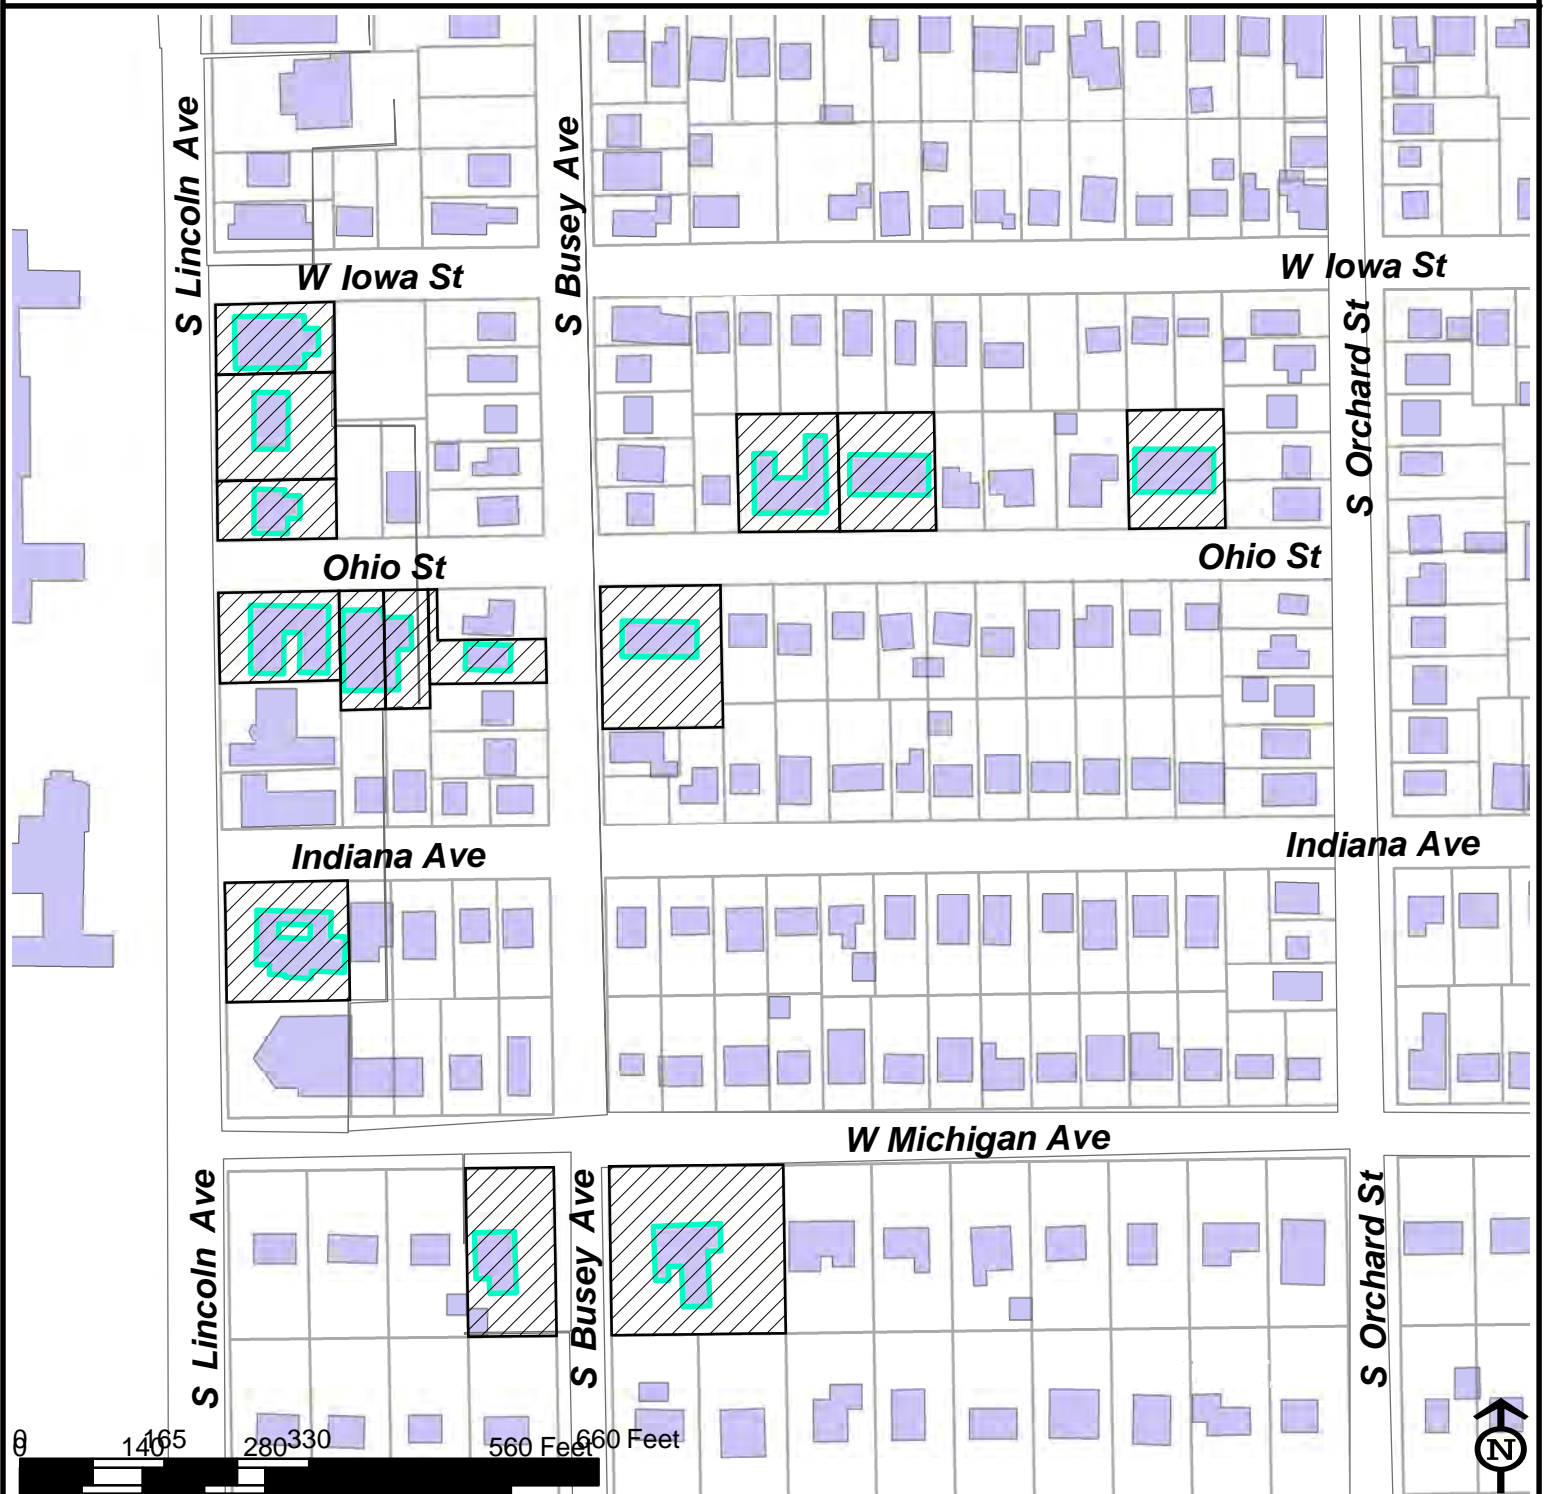 S Lincoln Ave
S Busey Ave
W Iowa St
W Iowa St
S Orchard St
Ohio St
Ohio St
Indiana Ave
Indiana Ave
W Michigan Ave
S Lincoln Ave
S Busey Ave
S Orchard St
0 165 330 660 Feet
0 140 280 560 Feet
N